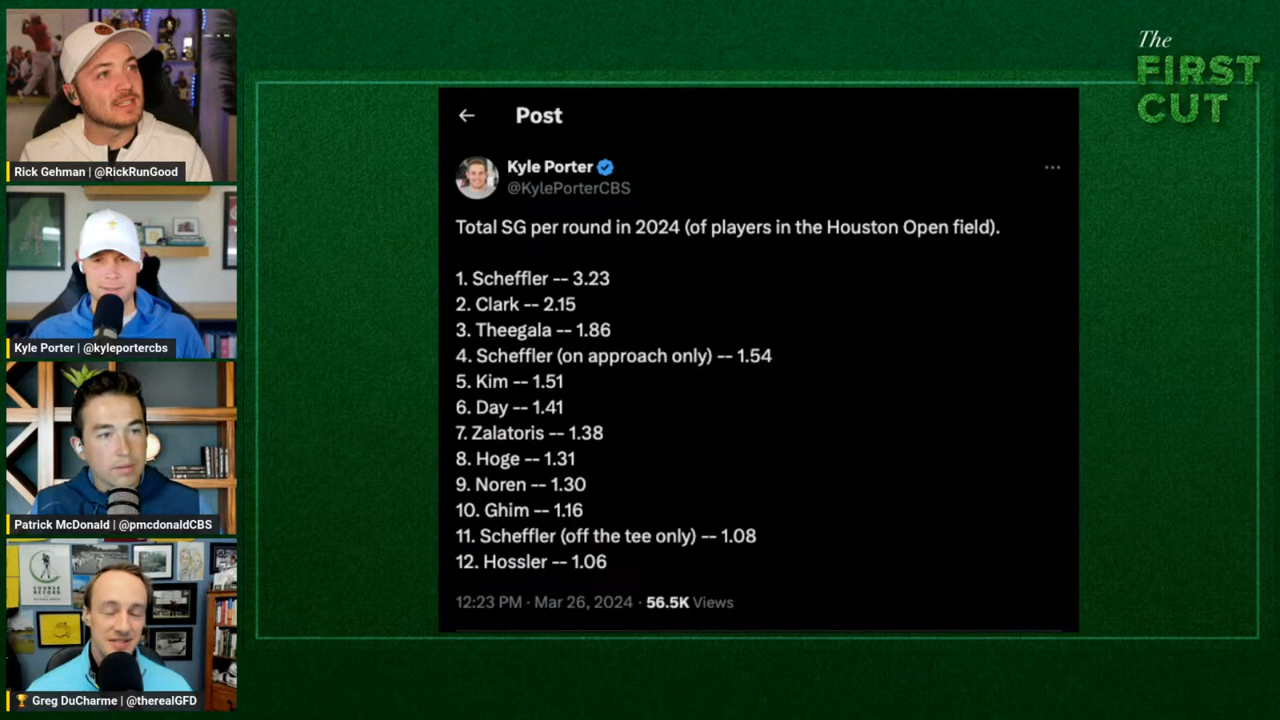 Rick Gehman | @RickRunGood
Kyle Porter | @kyleportercbs
Patrick McDonald | @pmcdonaldCBS
COURSE
RECORD
Greg DuCharme | @therealGFD
Post
Kyle Porter
@KylePorterCBS
Total SG per round in 2024 (of players in the Houston Open field).
1. Scheffler -- 3.23
2. Clark -- 2.15
3. Theegala -- 1.86
4. Scheffler (on approach only) -- 1.54
5. Kim -- 1.51
6. Day -- 1.41
7. Zalatoris -- 1.38
8. Hoge -- 1.31
9. Noren -- 1.30
10. Ghim -- 1.16
11. Scheffler (off the tee only) -- 1.08
12. Hossler -- 1.06
12:23 PM · Mar 26, 2024 · 56.5K Views
The
FIRST
CUT